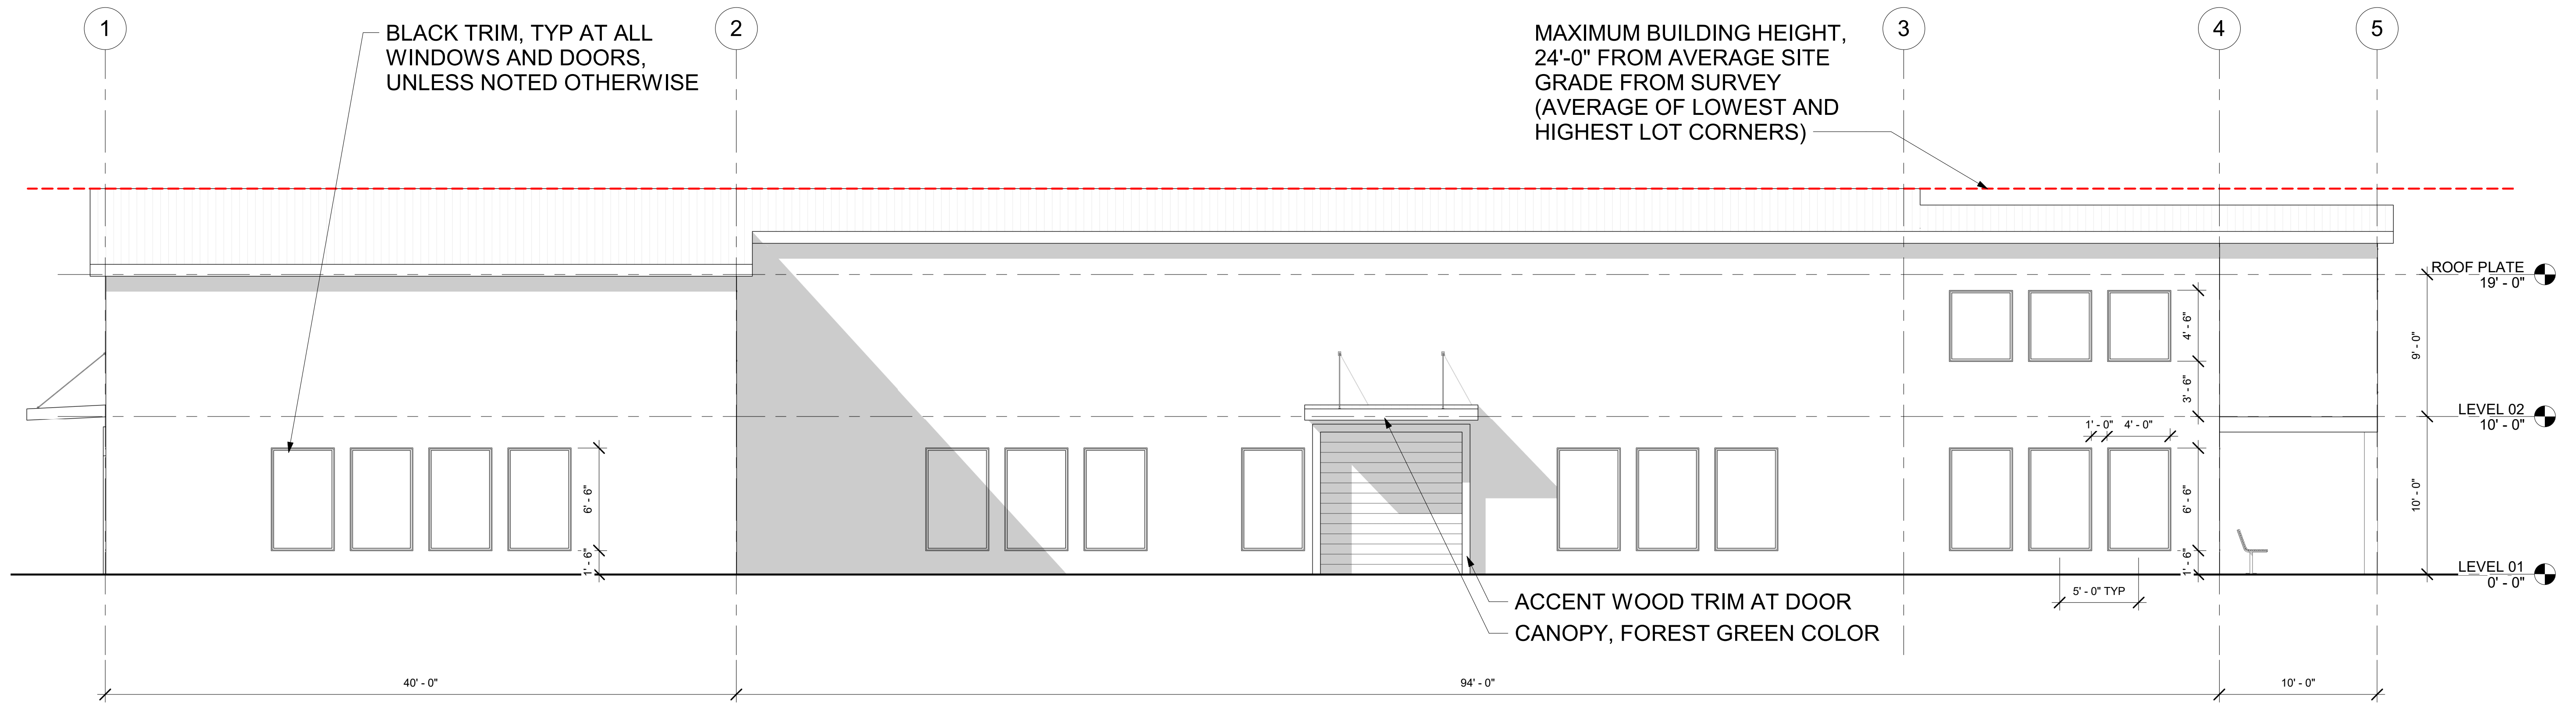 1
2
3
4
5
BLACK TRIM, TYP AT ALL
WINDOWS AND DOORS,
UNLESS NOTED OTHERWISE
MAXIMUM BUILDING HEIGHT,
24'-0" FROM AVERAGE SITE
GRADE FROM SURVEY
(AVERAGE OF LOWEST AND
HIGHEST LOT CORNERS)
ROOF PLATE
19' - 0"
4' - 6"
9' - 0"
3' - 6"
LEVEL 02
10' - 0"
1' - 0"
4' - 0"
6' - 6"
1' - 6"
6' - 6"
1' - 6"
10' - 0"
LEVEL 01
0' - 0"
5' - 0" TYP
ACCENT WOOD TRIM AT DOOR
CANOPY, FOREST GREEN COLOR
40' - 0"
94' - 0"
10' - 0"